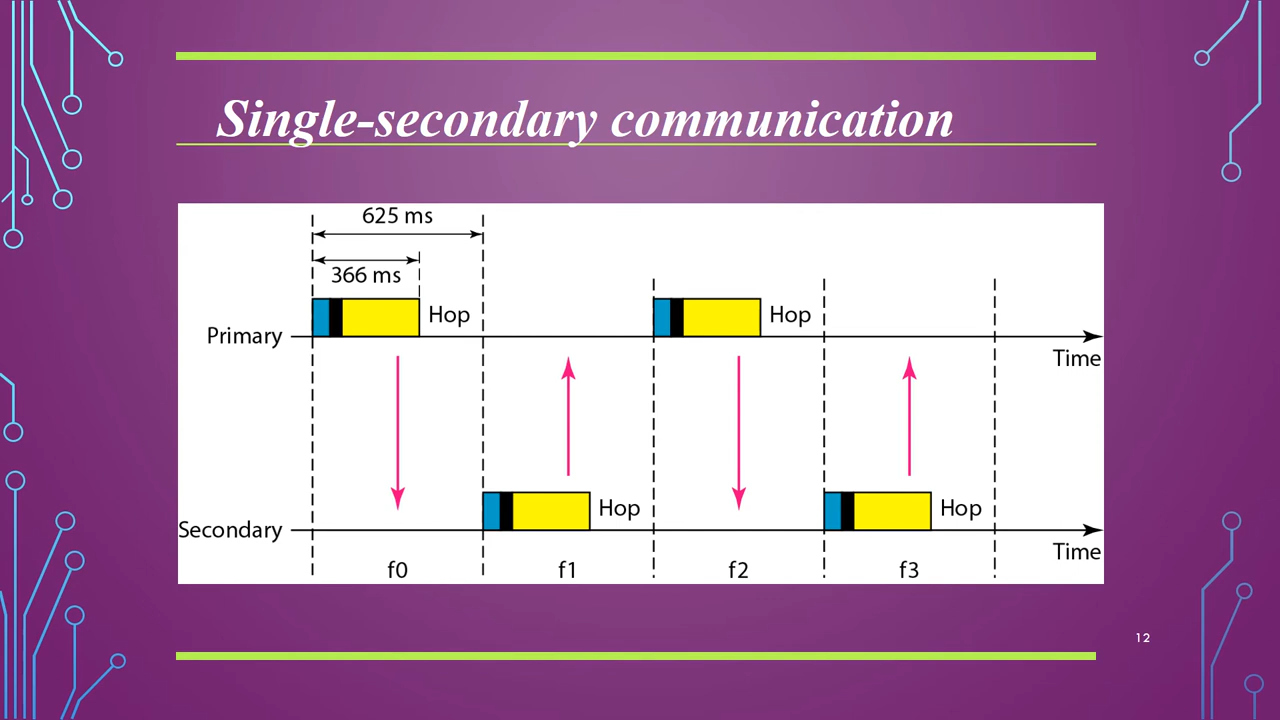 Single-secondary communication
625 ms
366 ms
Hop
Hop
Primary
Time
Hop
Hop
Secondary
Time
f0
f1
f2
f3
12